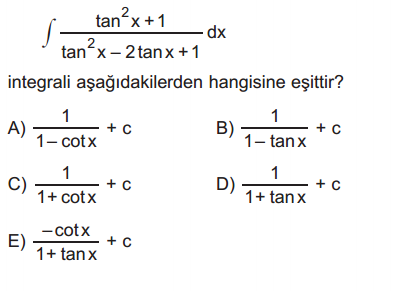 ∫ (tan²x + 1)/(tan²x – 2tanx + 1) dx
integrali aşağıdakilerden hangisine eşittir?
A) 1/(1 – cotx) + c B) 1/(1 – tanx) + c
C) 1/(1 + cotx) + c D) 1/(1 + tanx) + c
E) –cotx/(1 + tanx) + c